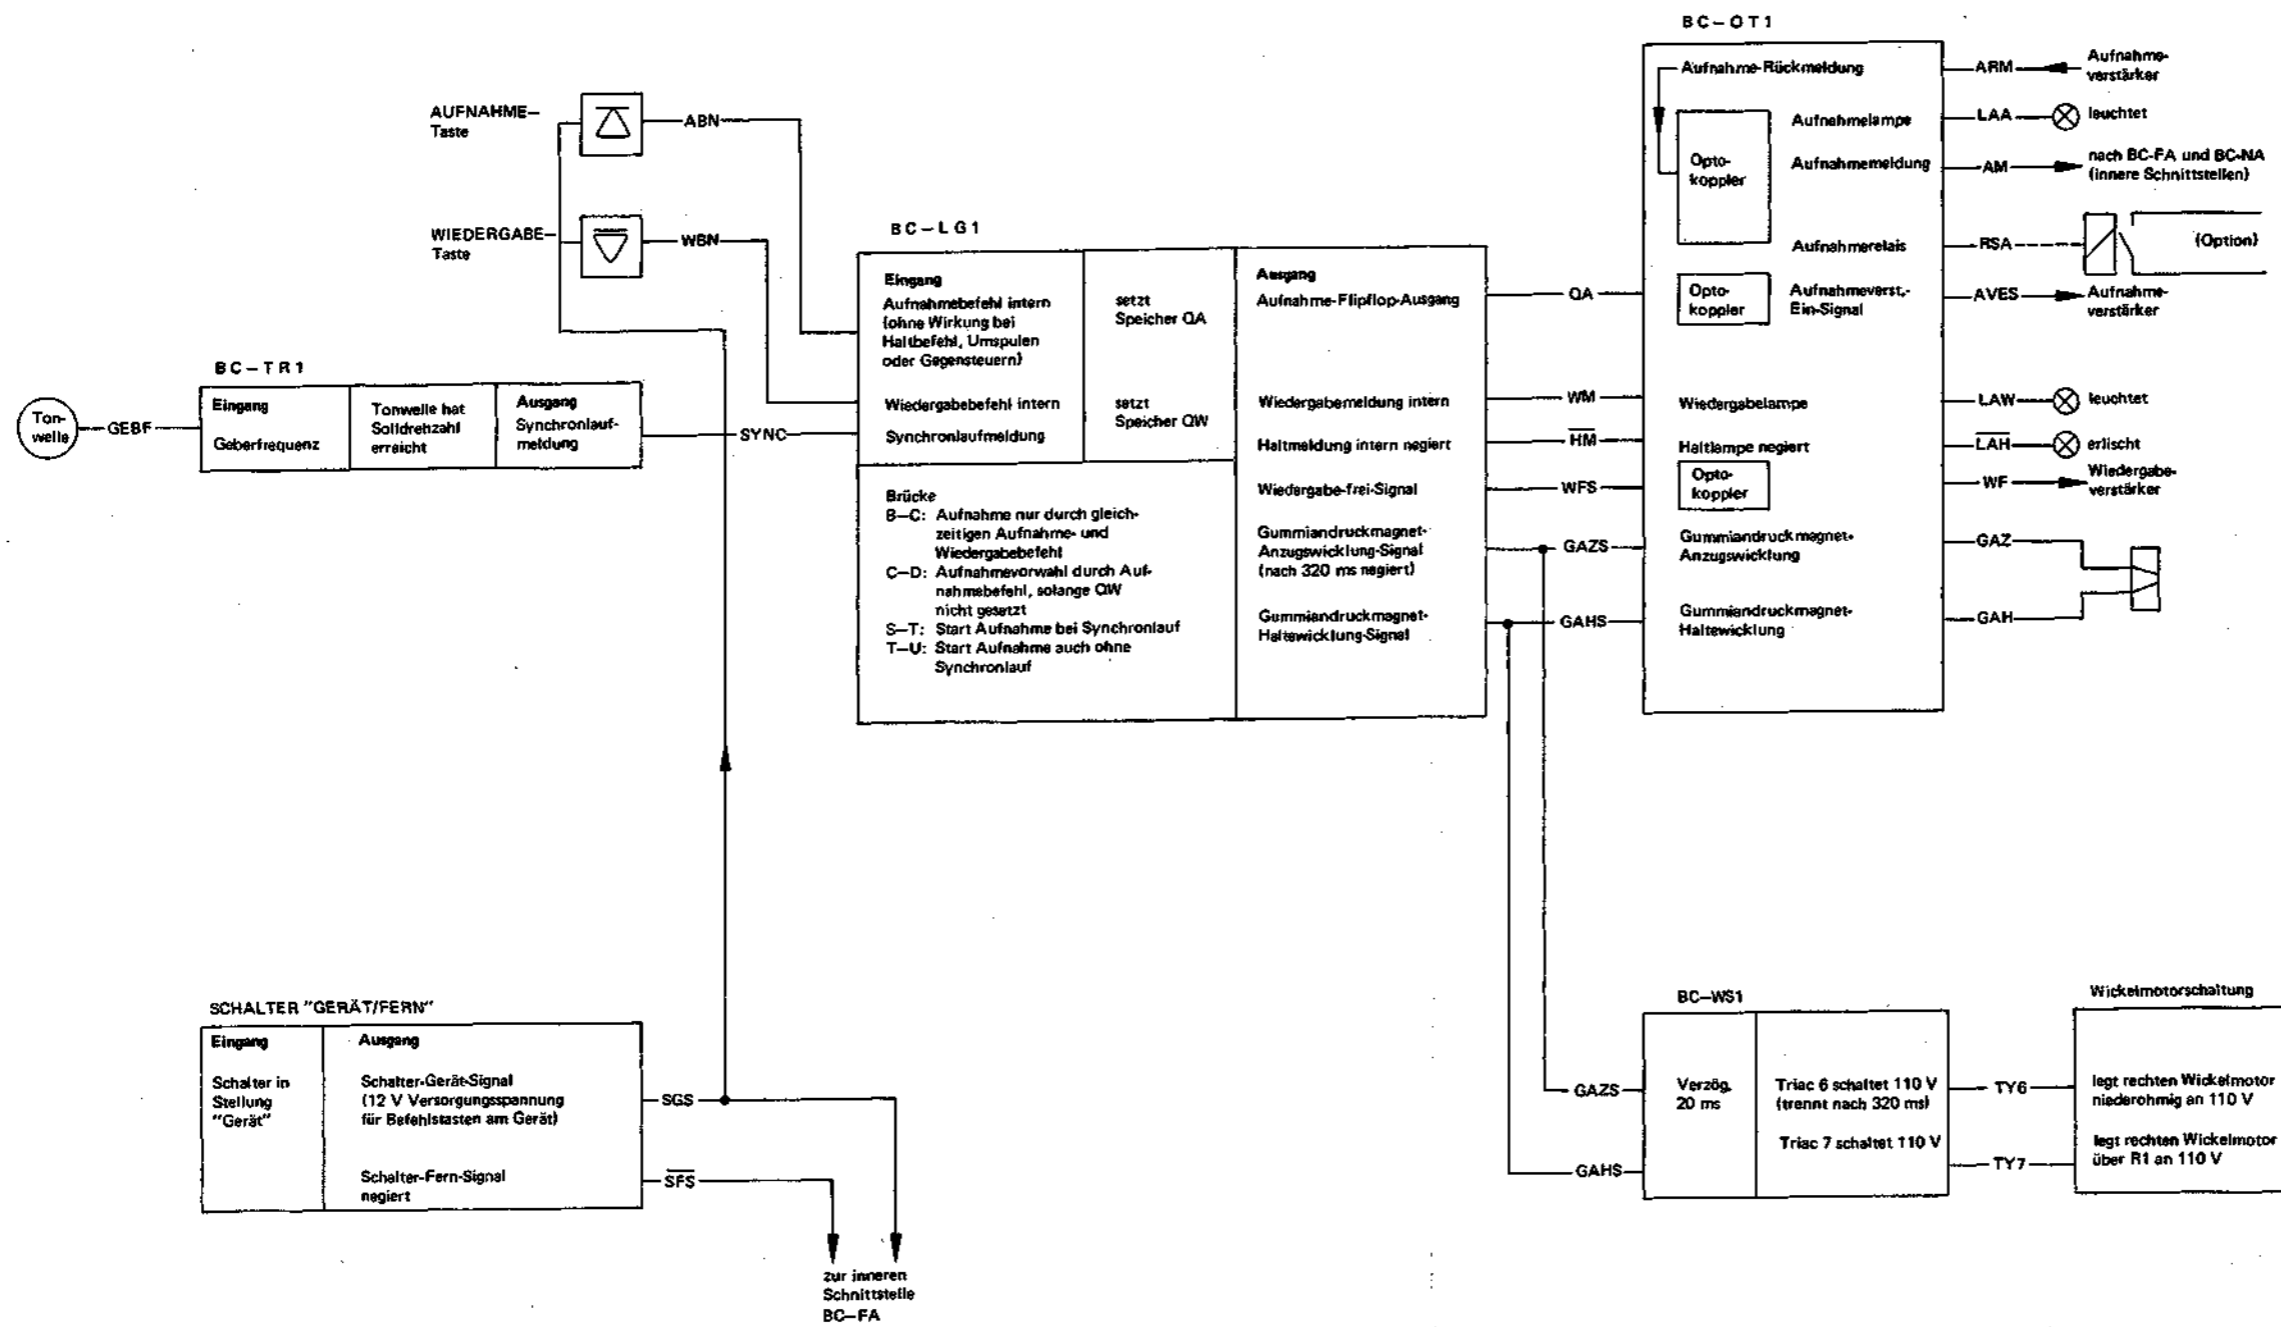 BC-OT1
Aufnahme-Rückmeldung
ARM
Aufnahme-
verstärker
AUFNAHME-
Taste
ABN
Opto-
koppler
Aufnahmelampe
LAA
leuchtet
Aufnahmemeldung
AM
nach BC-FA und BC-NA
(innere Schnittstellen)
WIEDERGABE-
Taste
WBN
Aufnahmerelais
RSA
(Option)
Opto-
koppler
Aufnahmeverst.-
Ein-Signal
AVES
Aufnahme-
verstärker
BC-LG1
Eingang
Aufnahmebefehl intern
(ohne Wirkung bei
Haltbefehl, Umspulen
oder Gegensteuern)
setzt
Speicher QA
Ausgang
Aufnahme-Flipflop-Ausgang
QA
Wiedergabebefehl intern
setzt
Speicher QW
Wiedergabemeldung intern
WM
Wiedergabelampe
LAW
leuchtet
BC-TR1
Ton-
welle
GEBF
Eingang
Geberfrequenz
Tonwelle hat
Solldrehzahl
erreicht
Ausgang
Synchronlauf-
meldung
SYNC
Synchronlaufmeldung
Haltmeldung intern negiert
H̅M̅
Haltlampe negiert
L̅A̅H̅
erlischt
Brücke
B-C: Aufnahme nur durch gleich-
zeitigen Aufnahme- und
Wiedergabebefehl
C-D: Aufnahmevorwahl durch Auf-
nahmebefehl, solange QW
nicht gesetzt
S-T: Start Aufnahme bei Synchronlauf
T-U: Start Aufnahme auch ohne
Synchronlauf
Wiedergabe-frei-Signal
WFS
Opto-
koppler
WF
Wiedergabe-
verstärker
Gummiandruckmagnet-
Anzugswicklung-Signal
(nach 320 ms negiert)
GAZS
Gummiandruckmagnet-
Anzugswicklung
GAZ
Gummiandruckmagnet-
Haltewicklung-Signal
GAHS
Gummiandruckmagnet-
Haltewicklung
GAH
SCHALTER "GERÄT/FERN"
Eingang
Schalter in
Stellung
"Gerät"
Ausgang
Schalter-Gerät-Signal
(12 V Versorgungsspannung
für Befehlstasten am Gerät)
SGS
Schalter-Fern-Signal
negiert
S̅F̅S̅
zur inneren
Schnittstelle
BC-FA
BC-WS1
GAZS
GAHS
Verzög.
20 ms
Triac 6 schaltet 110 V
(trennt nach 320 ms)
Triac 7 schaltet 110 V
TY6
TY7
Wickelmotorschaltung
legt rechten Wickelmotor
niederohmig an 110 V
legt rechten Wickelmotor
über R1 an 110 V